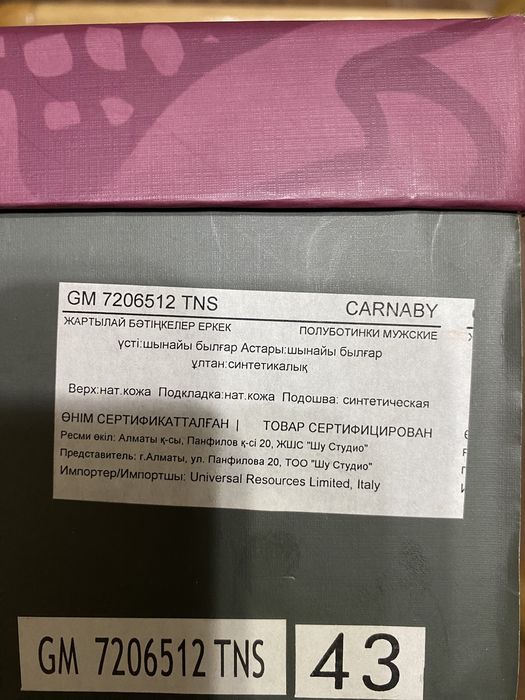 GM 7206512 TNS CARNABY
ЖАРТЫЛАЙ БӘТІҢКЕЛЕР ЕРКЕК ПОЛУБОТИНКИ МУЖСКИЕ
үсті:шынайы былғар Астары:шынайы былғар
ұлтан:синтетикалық
Верх:нат.кожа Подкладка:нат.кожа Подошва: синтетическая
ӨНІМ СЕРТИФИКАТТАЛҒАН | ТОВАР СЕРТИФИЦИРОВАН
Ресми өкіл: Алматы қ-сы, Панфилов қ-сі 20, ЖШС "Шу Студио"
Представитель: г.Алматы, ул. Панфилова 20, ТОО "Шу Студио"
Импортер/Импортшы: Universal Resources Limited, Italy
GM 7206512 TNS 43